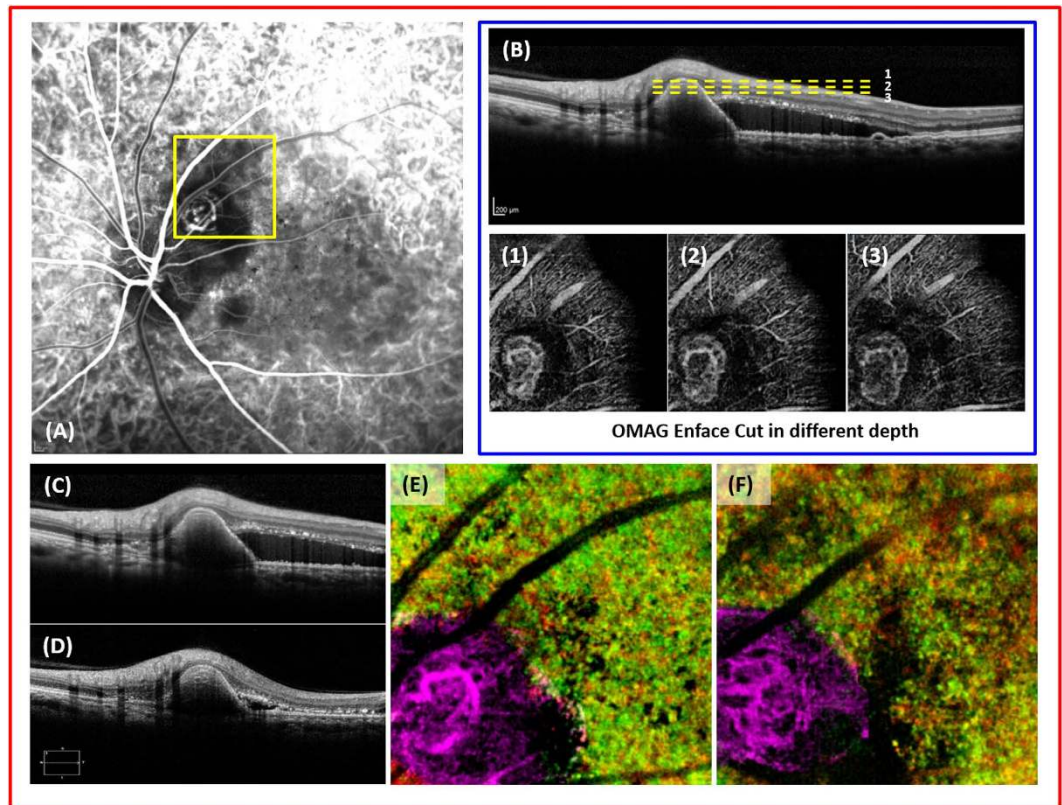 (A)
(B)
1
2
3
200 µm
(1)
(2)
(3)
OMAG Enface Cut in different depth
(C)
(D)
(E)
(F)